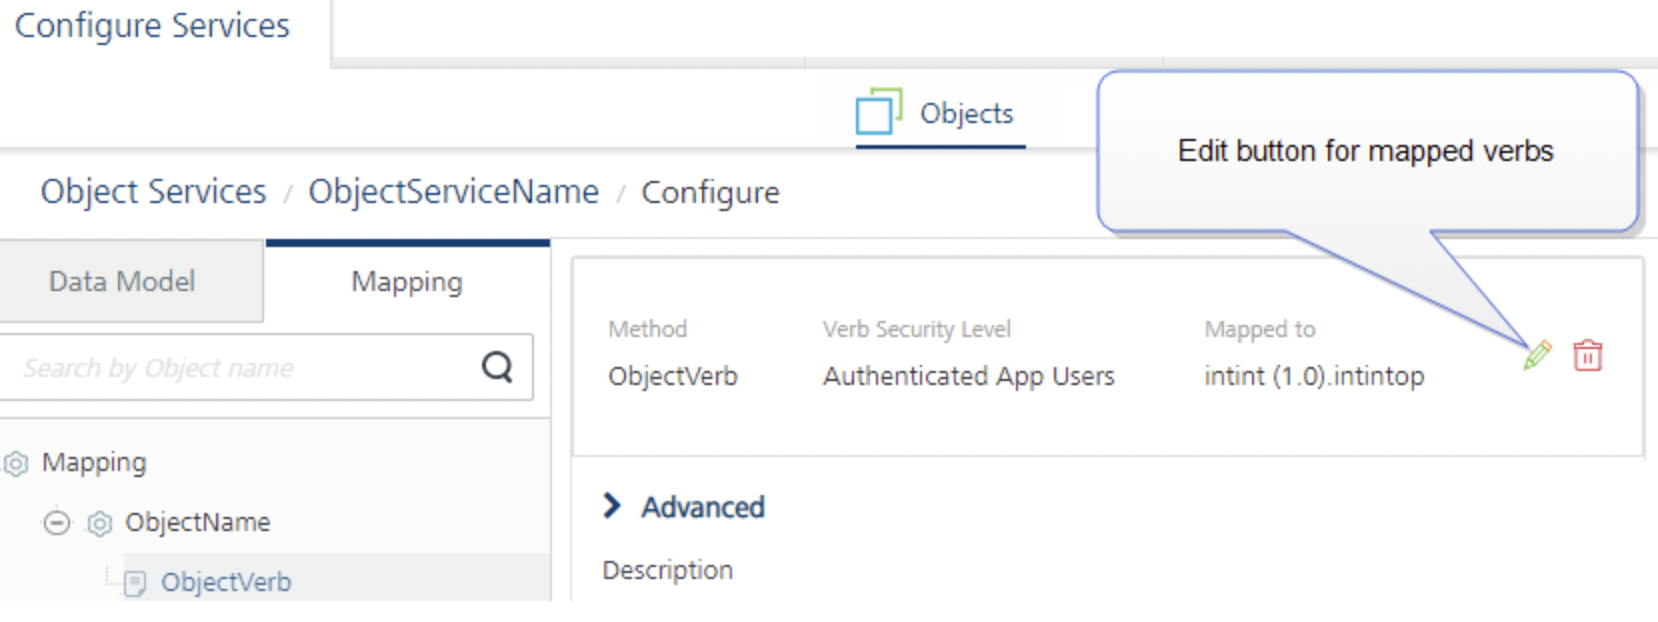 Configure Services
Objects
Edit button for mapped verbs
Object Services / ObjectServiceName / Configure
Data Model
Mapping
Search by Object name
Method
Verb Security Level
Mapped to
ObjectVerb
Authenticated App Users
intint (1.0).intintop
Mapping
ObjectName
ObjectVerb
Advanced
Description